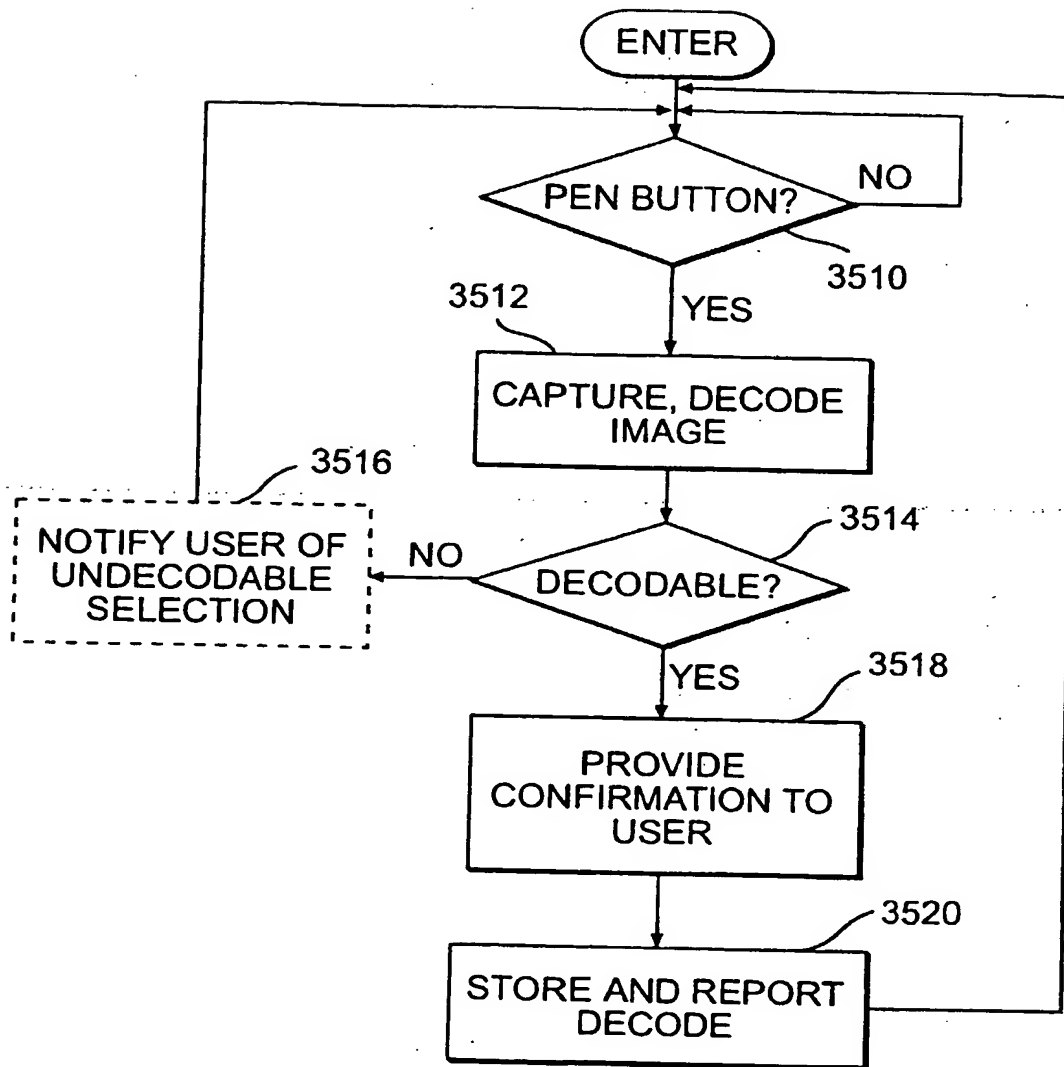 ENTER
PEN BUTTON?
NO
3510
3512
YES
CAPTURE, DECODE
IMAGE
3516
3514
NOTIFY USER OF
UNDECODABLE
SELECTION
NO
DECODABLE?
YES
3518
PROVIDE
CONFIRMATION TO
USER
3520
STORE AND REPORT
DECODE